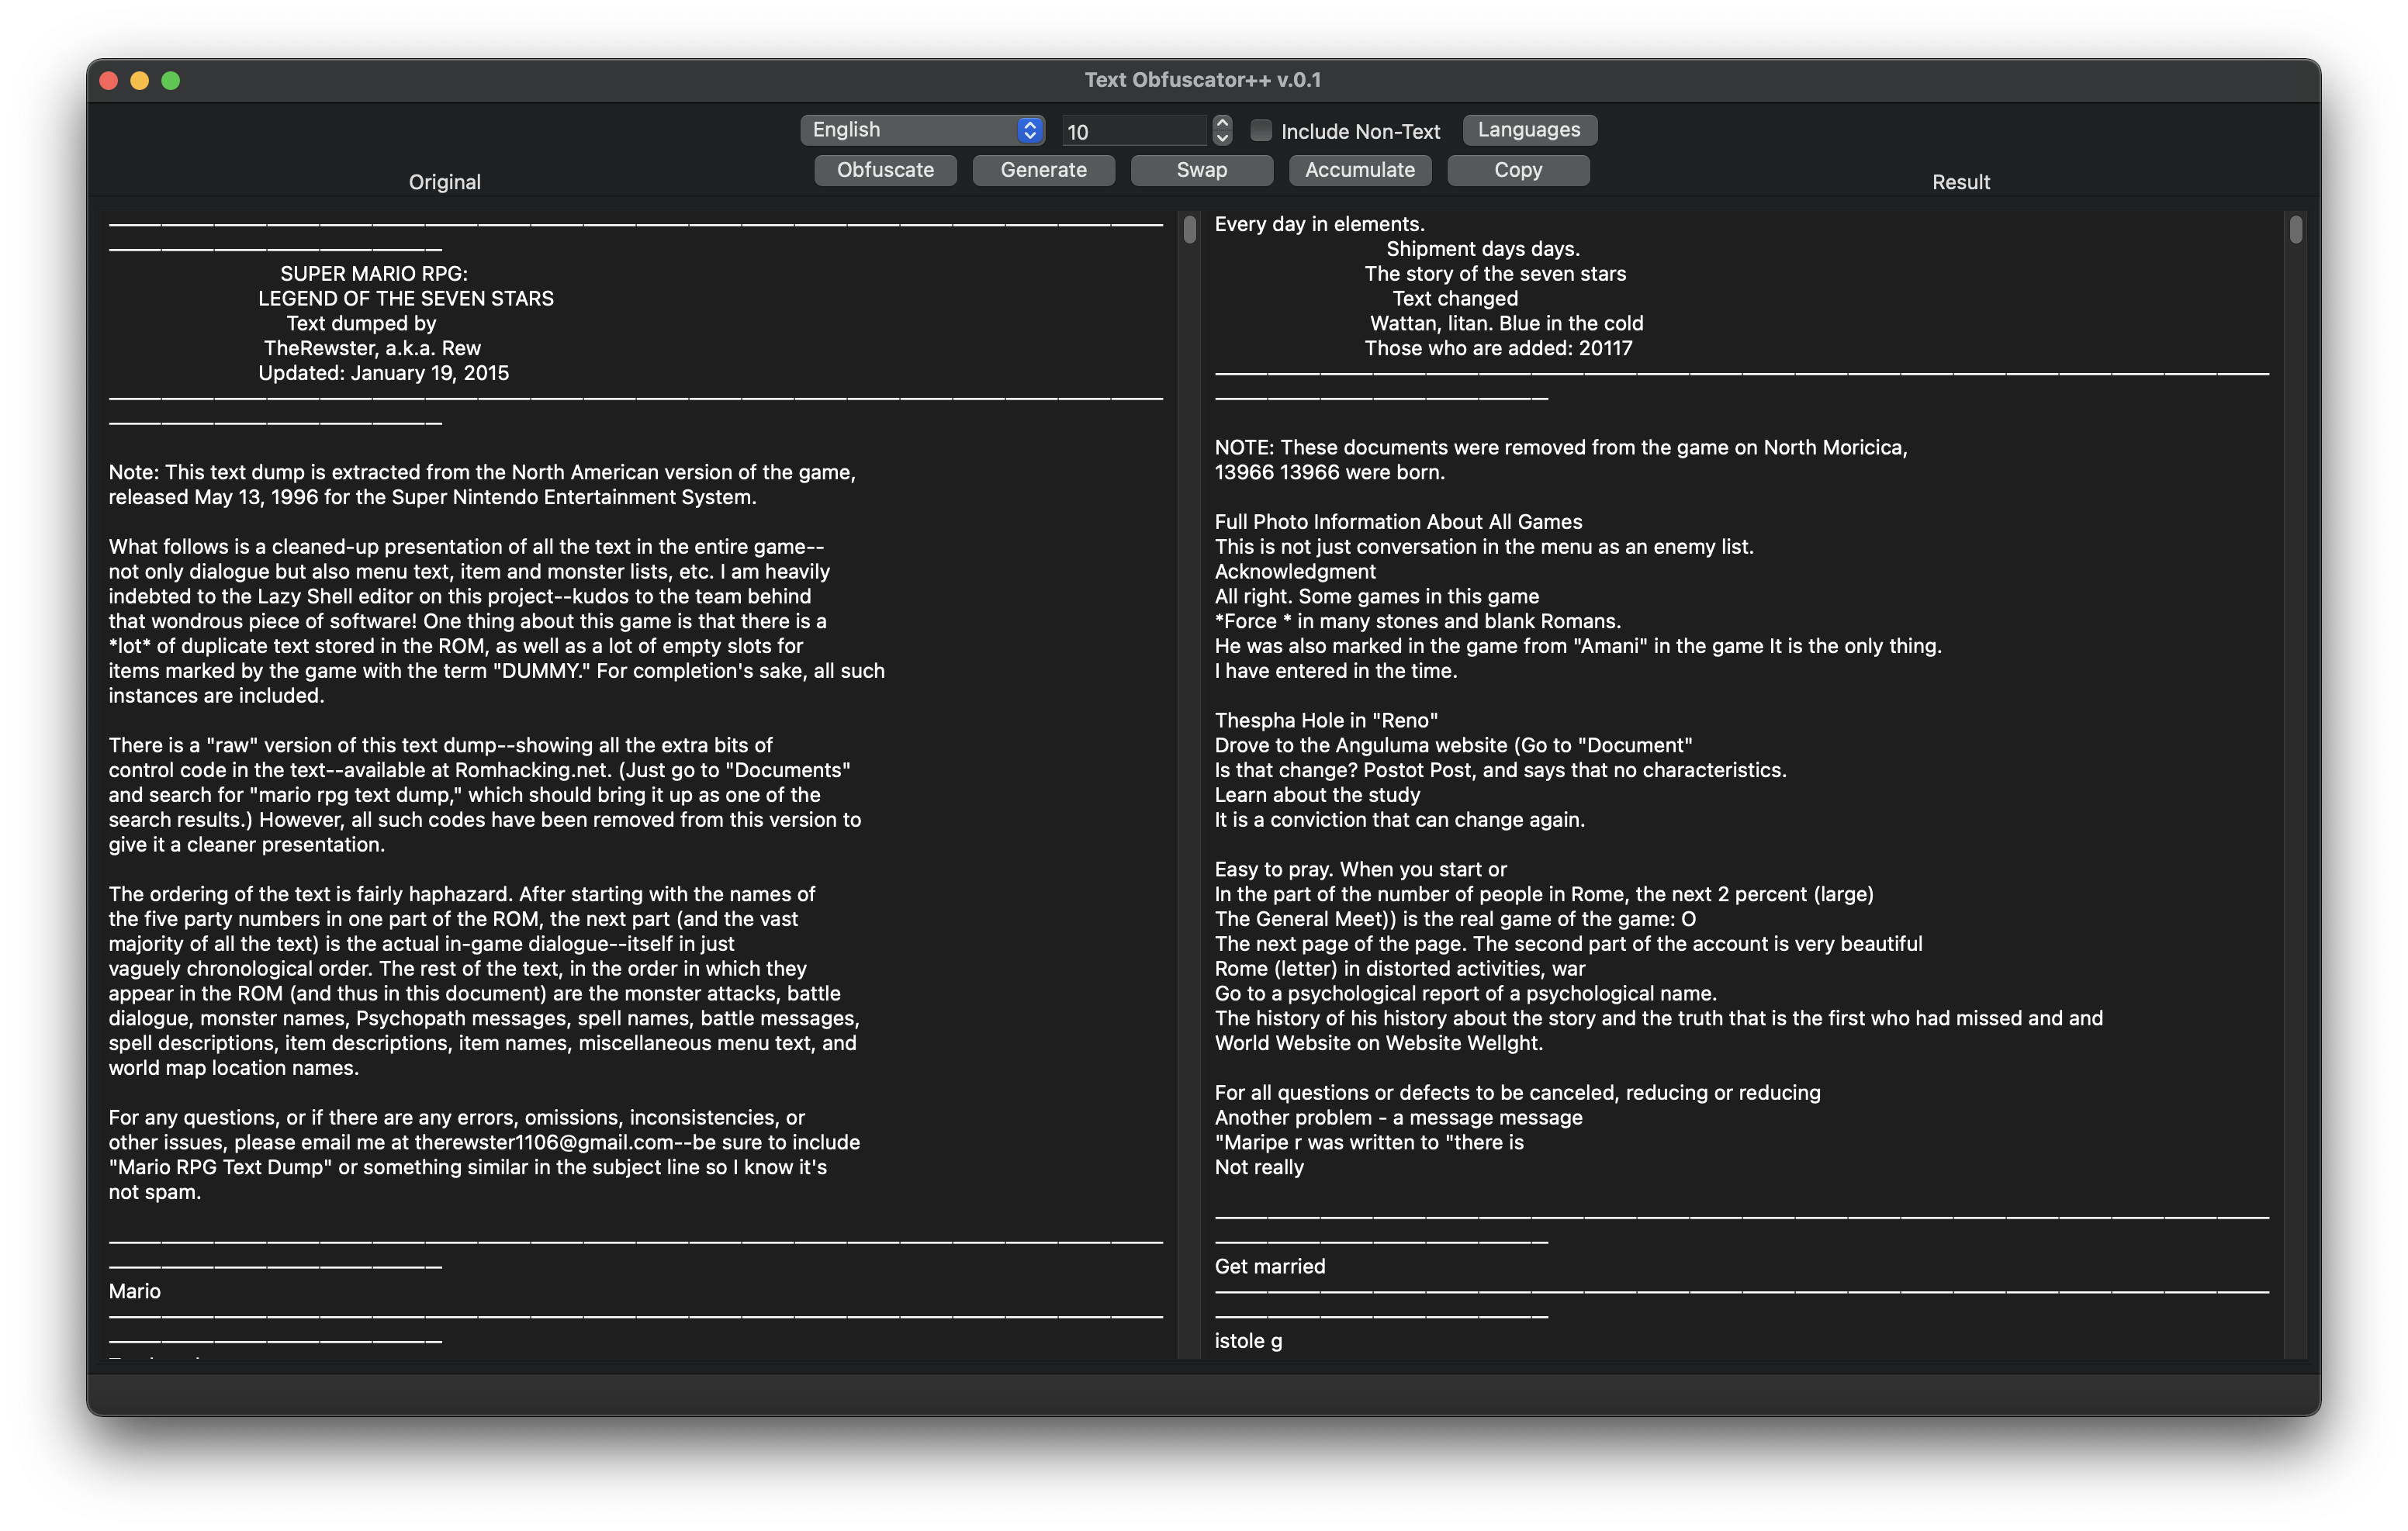 Text Obfuscator++ v.0.1
English
10
Include Non-Text
Languages
Obfuscate
Generate
Swap
Accumulate
Copy
Original
Result
SUPER MARIO RPG:
LEGEND OF THE SEVEN STARS
Text dumped by
TheRewster, a.k.a. Rew
Updated: January 19, 2015
Note: This text dump is extracted from the North American version of the game,
released May 13, 1996 for the Super Nintendo Entertainment System.
What follows is a cleaned-up presentation of all the text in the entire game--
not only dialogue but also menu text, item and monster lists, etc. I am heavily
indebted to the Lazy Shell editor on this project--kudos to the team behind
that wondrous piece of software! One thing about this game is that there is a
*lot* of duplicate text stored in the ROM, as well as a lot of empty slots for
items marked by the game with the term "DUMMY." For completion's sake, all such
instances are included.
There is a "raw" version of this text dump--showing all the extra bits of
control code in the text--available at Romhacking.net. (Just go to "Documents"
and search for "mario rpg text dump," which should bring it up as one of the
search results.) However, all such codes have been removed from this version to
give it a cleaner presentation.
The ordering of the text is fairly haphazard. After starting with the names of
the five party numbers in one part of the ROM, the next part (and the vast
majority of all the text) is the actual in-game dialogue--itself in just
vaguely chronological order. The rest of the text, in the order in which they
appear in the ROM (and thus in this document) are the monster attacks, battle
dialogue, monster names, Psychopath messages, spell names, battle messages,
spell descriptions, item descriptions, item names, miscellaneous menu text, and
world map location names.
For any questions, or if there are any errors, omissions, inconsistencies, or
other issues, please email me at therewster1106@gmail.com--be sure to include
"Mario RPG Text Dump" or something similar in the subject line so I know it's
not spam.
Mario
Every day in elements.
Shipment days days.
The story of the seven stars
Text changed
Wattan, litan. Blue in the cold
Those who are added: 20117
NOTE: These documents were removed from the game on North Moricica,
13966 13966 were born.
Full Photo Information About All Games
This is not just conversation in the menu as an enemy list.
Acknowledgment
All right. Some games in this game
*Force * in many stones and blank Romans.
He was also marked in the game from "Amani" in the game It is the only thing.
I have entered in the time.
Thespha Hole in "Reno"
Drove to the Anguluma website (Go to "Document"
Is that change? Postot Post, and says that no characteristics.
Learn about the study
It is a conviction that can change again.
Easy to pray. When you start or
In the part of the number of people in Rome, the next 2 percent (large)
The General Meet)) is the real game of the game: O
The next page of the page. The second part of the account is very beautiful
Rome (letter) in distorted activities, war
Go to a psychological report of a psychological name.
The history of his history about the story and the truth that is the first who had missed and and
World Website on Website Wellght.
For all questions or defects to be canceled, reducing or reducing
Another problem - a message message
"Maripe r was written to "there is
Not really
Get married
istole g